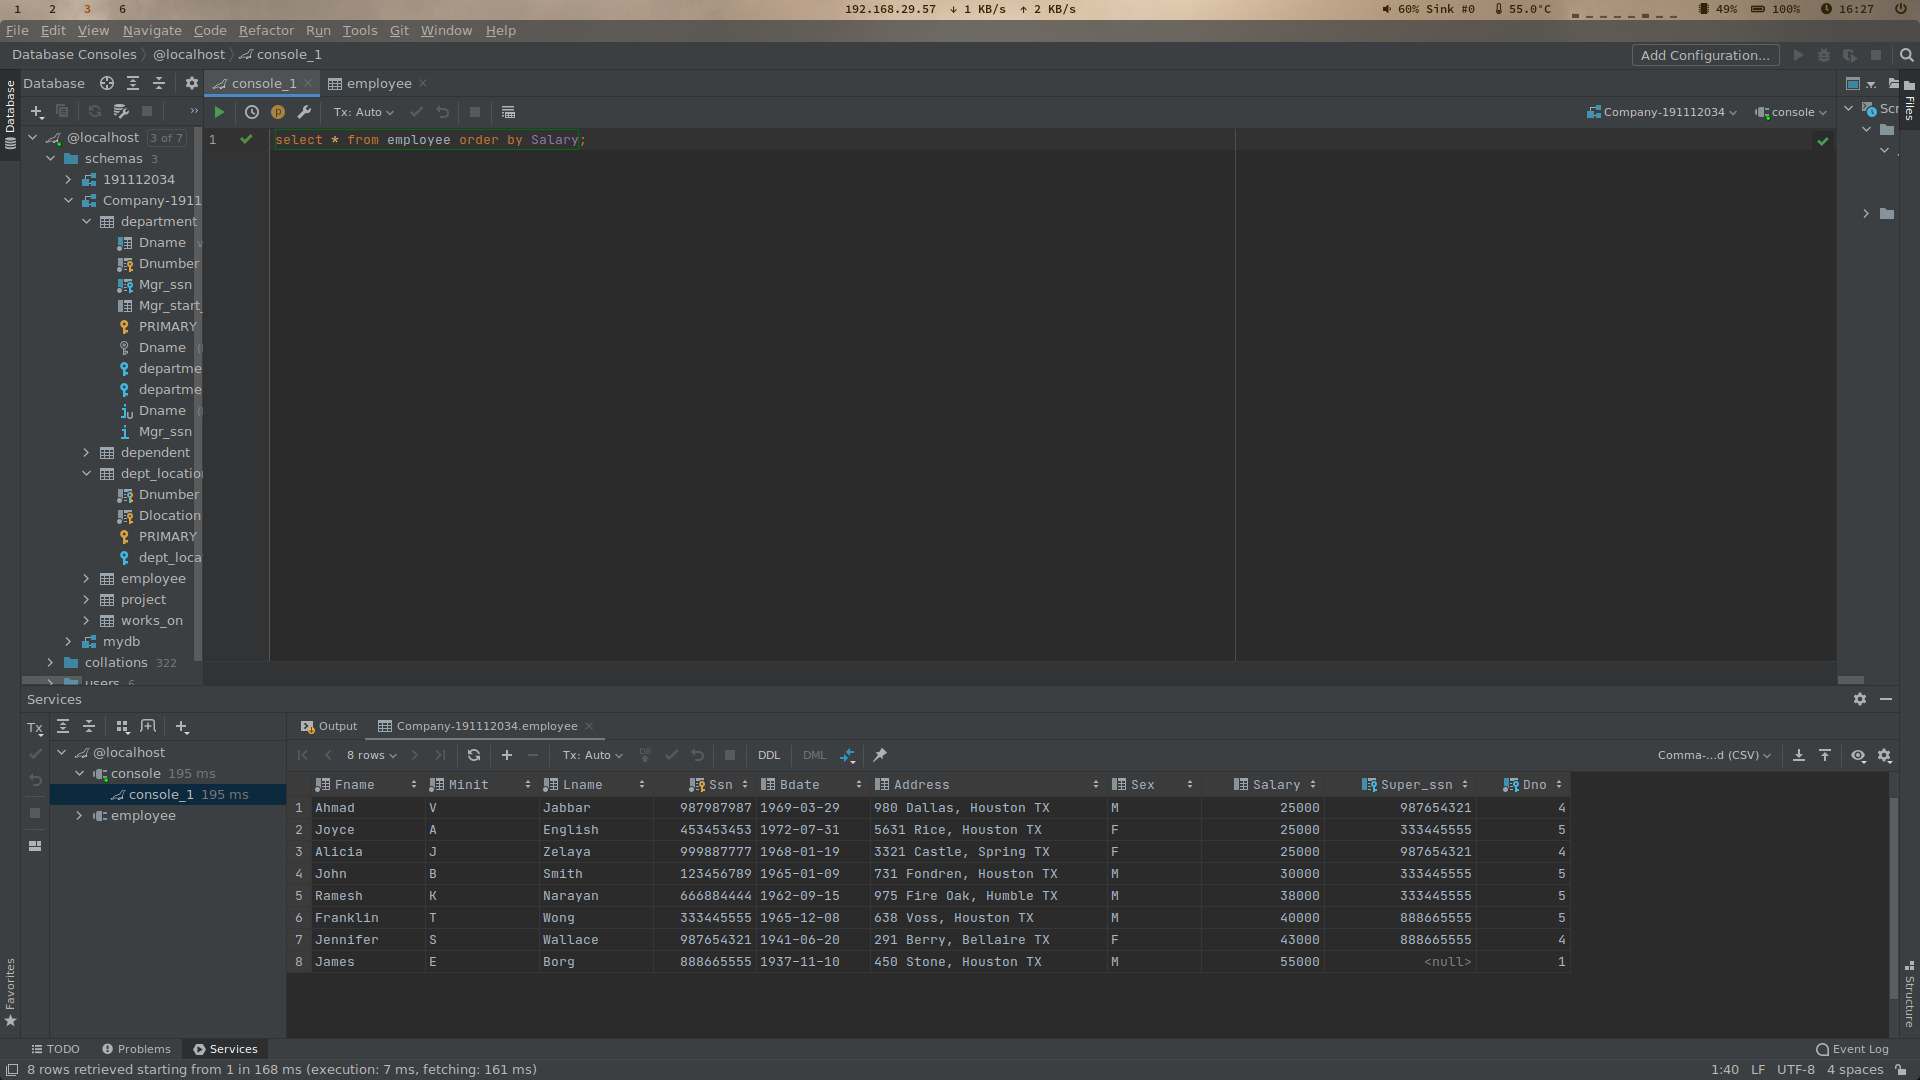 1 2 3 6 192.168.29.57 ↓ 1 KB/s ↑ 2 KB/s 60% Sink #0 55.0°C 49% 100% 16:27
File Edit View Navigate Code Refactor Run Tools Git Window Help
Database Consoles @localhost console_1 Add Configuration...
Database console_1 employee
Tx: Auto Company-191112034 console
1 select * from employee order by Salary;
Database
Files
@localhost 3 of 7
schemas 3
191112034
Company-1911
department
Dname
Dnumber
Mgr_ssn
Mgr_start_
PRIMARY
Dname
departme
departme
Dname
Mgr_ssn
dependent
dept_locatio
Dnumber
Dlocation
PRIMARY
dept_loca
employee
project
works_on
mydb
collations 322
users 6
Scr
Services
Tx Output Company-191112034.employee
@localhost
console 195 ms
console_1 195 ms
employee
8 rows Tx: Auto DB DDL DML Comma-...d (CSV)
Fname Minit Lname Ssn Bdate Address Sex Salary Super_ssn Dno
1 Ahmad V Jabbar 987987987 1969-03-29 980 Dallas, Houston TX M 25000 987654321 4
2 Joyce A English 453453453 1972-07-31 5631 Rice, Houston TX F 25000 333445555 5
3 Alicia J Zelaya 999887777 1968-01-19 3321 Castle, Spring TX F 25000 987654321 4
4 John B Smith 123456789 1965-01-09 731 Fondren, Houston TX M 30000 333445555 5
5 Ramesh K Narayan 666884444 1962-09-15 975 Fire Oak, Humble TX M 38000 333445555 5
6 Franklin T Wong 333445555 1965-12-08 638 Voss, Houston TX M 40000 888665555 5
7 Jennifer S Wallace 987654321 1941-06-20 291 Berry, Bellaire TX F 43000 888665555 4
8 James E Borg 888665555 1937-11-10 450 Stone, Houston TX M 55000 <null> 1
Favorites
Structure
TODO Problems Services Event Log
8 rows retrieved starting from 1 in 168 ms (execution: 7 ms, fetching: 161 ms) 1:40 LF UTF-8 4 spaces